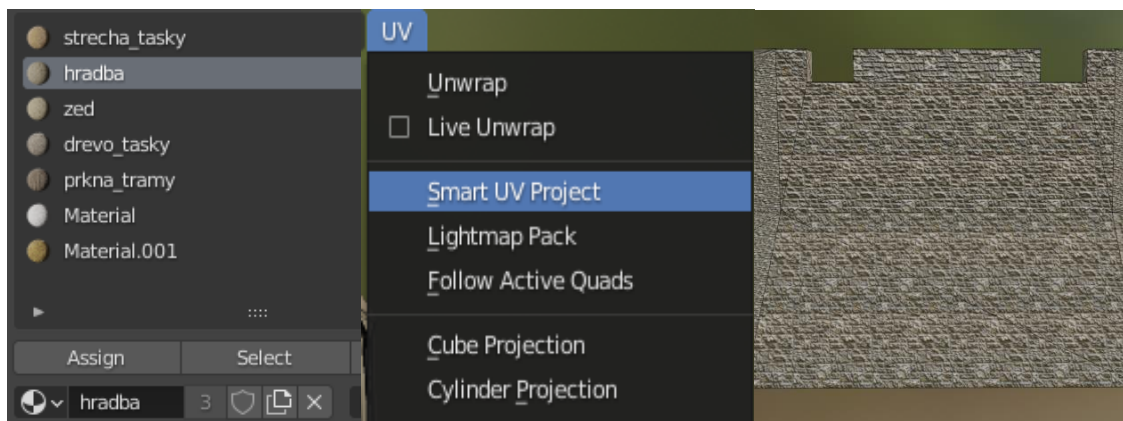 strecha_tasky
hradba
zed
drevo_tasky
prkna_tramy
Material
Material.001
Assign Select
hradba 3
UV
Unwrap
Live Unwrap
Smart UV Project
Lightmap Pack
Follow Active Quads
Cube Projection
Cylinder Projection